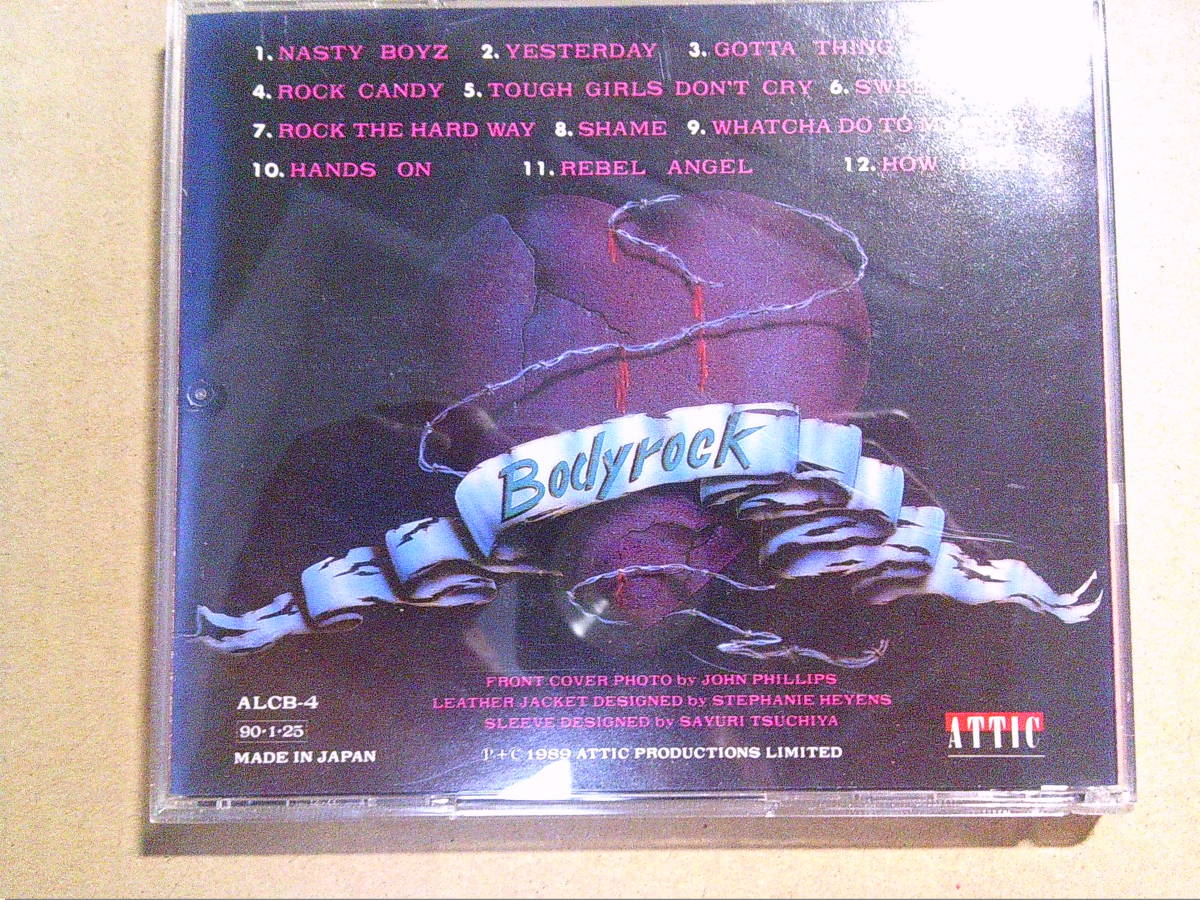 1. NASTY BOYZ 2. YESTERDAY 3. GOTTA THING
4. ROCK CANDY 5. TOUGH GIRLS DON'T CRY 6.
7. ROCK THE HARD WAY 8. SHAME 9. WHATCHA DO TO
10. HANDS ON 11. REBEL ANGEL 12. HOW
Bodyrock
FRONT COVER PHOTO by JOHN PHILLIPS
LEATHER JACKET DESIGNED by STEPHANIE HEYENS
SLEEVE DESIGNED by SAYURI TSUCHIYA
ALCB-4
90·1·25
MADE IN JAPAN
P+C 1989 ATTIC PRODUCTIONS LIMITED
ATTIC